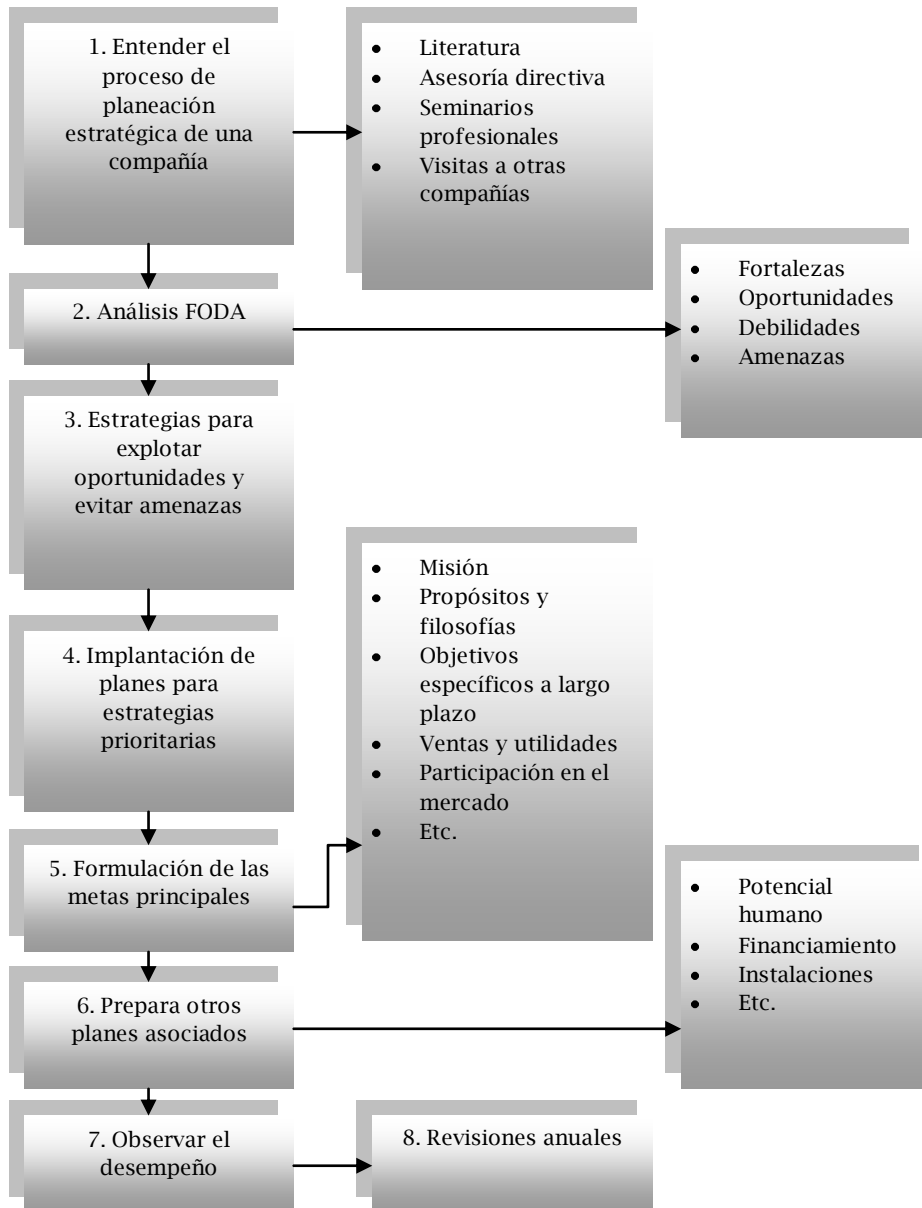 1. Entender el
proceso de
planeación
estratégica de una
compañía
• Literatura
• Asesoría directiva
• Seminarios
profesionales
• Visitas a otras
compañías
2. Análisis FODA
• Fortalezas
• Oportunidades
• Debilidades
• Amenazas
3. Estrategias para
explotar
oportunidades y
evitar amenazas
4. Implantación de
planes para
estrategias
prioritarias
5. Formulación de las
metas principales
• Misión
• Propósitos y
filosofías
• Objetivos
específicos a largo
plazo
• Ventas y utilidades
• Participación en el
mercado
• Etc.
6. Prepara otros
planes asociados
• Potencial
humano
• Financiamiento
• Instalaciones
• Etc.
7. Observar el
desempeño
8. Revisiones anuales